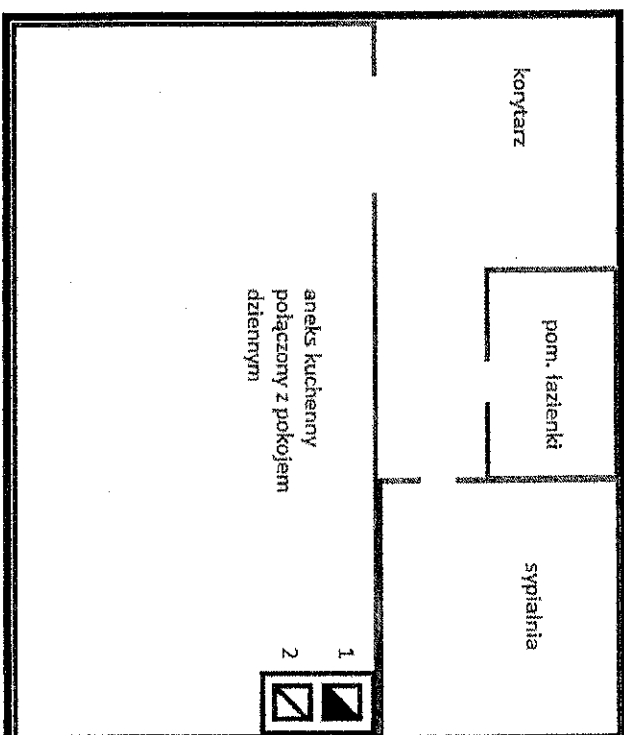 korytarz
pom. łazienki
sypialnia
aneks kuchenny
połączony z pokojem
dziennym
1
2